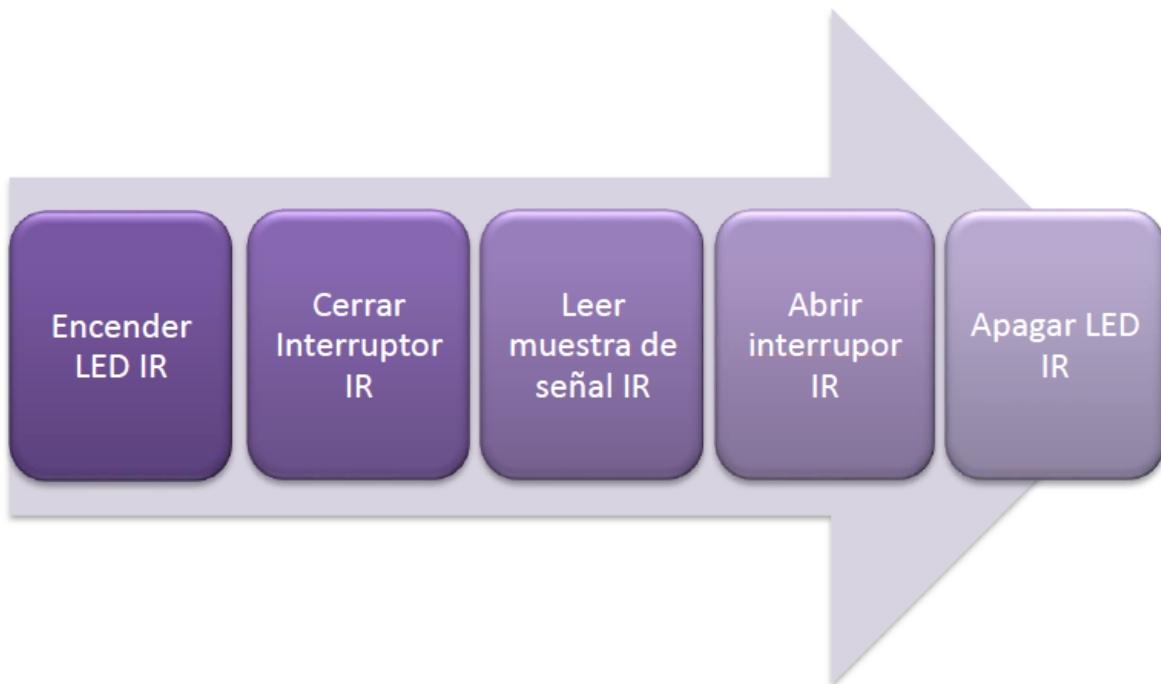 Encender
LED IR
Cerrar
Interruptor
IR
Leer
muestra de
señal IR
Abrir
interrupor
IR
Apagar LED
IR